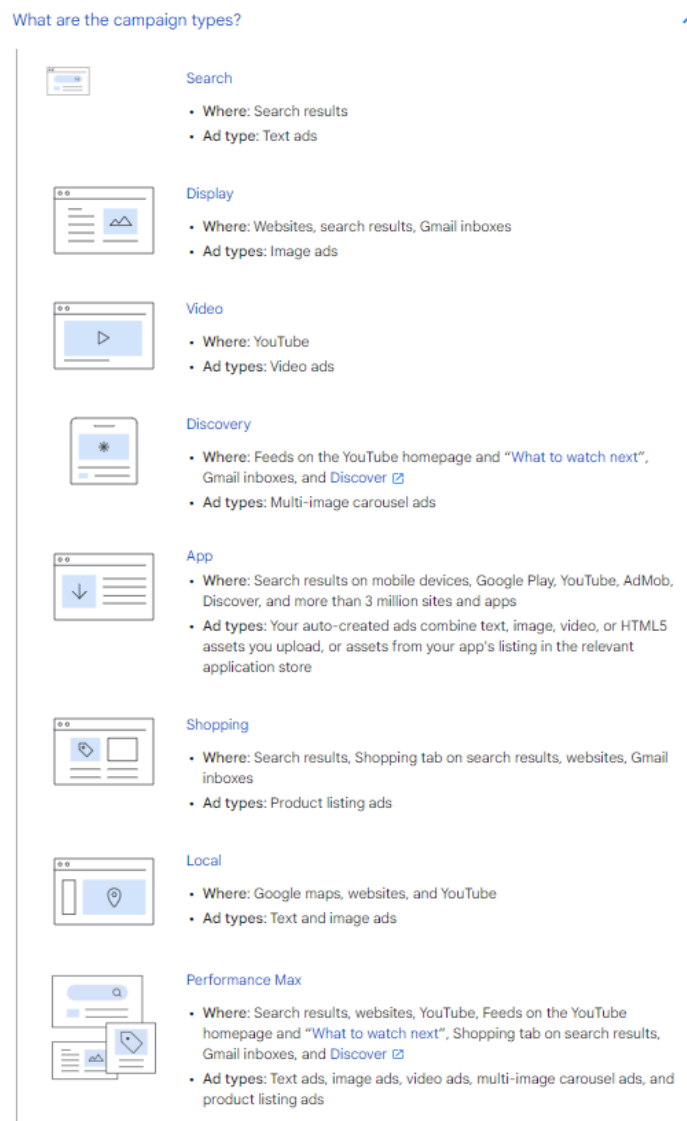 What are the campaign types?
Search
• Where: Search results
• Ad type: Text ads
Display
• Where: Websites, search results, Gmail inboxes
• Ad types: Image ads
Video
• Where: YouTube
• Ad types: Video ads
Discovery
• Where: Feeds on the YouTube homepage and “What to watch next”,
Gmail inboxes, and Discover
• Ad types: Multi-image carousel ads
App
• Where: Search results on mobile devices, Google Play, YouTube, AdMob,
Discover, and more than 3 million sites and apps
• Ad types: Your auto-created ads combine text, image, video, or HTML5
assets you upload, or assets from your app's listing in the relevant
application store
Shopping
• Where: Search results, Shopping tab on search results, websites, Gmail
inboxes
• Ad types: Product listing ads
Local
• Where: Google maps, websites, and YouTube
• Ad types: Text and image ads
Performance Max
• Where: Search results, websites, YouTube, Feeds on the YouTube
homepage and “What to watch next”, Shopping tab on search results,
Gmail inboxes, and Discover
• Ad types: Text ads, image ads, video ads, multi-image carousel ads, and
product listing ads